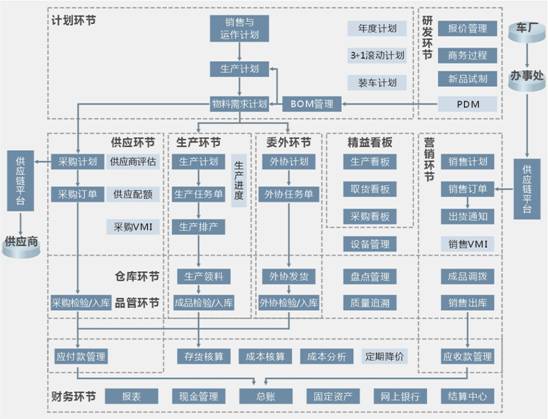 计划环节
销售与
运作计划
年度计划
3+1滚动计划
装车计划
生产计划
物料需求计划
BOM管理
研发环节
报价管理
商务过程
新品试制
PDM
车厂
办事处
供应链平台
供应商
供应链平台
供应环节
采购计划
供应商评估
采购订单
供应配额
采购VMI
生产环节
生产计划
生产任务单
生产排产
生产进度
委外环节
外协计划
外协任务单
精益看板
生产看板
取货看板
采购看板
设备管理
营销环节
销售计划
销售订单
出货通知
销售VMI
仓库环节
生产领料
外协发货
盘点管理
成品调拨
品管环节
采购检验/入库
成品检验/入库
外协检验/入库
质量追溯
销售出库
应付款管理
存货核算
成本核算
成本分析
定期降价
应收款管理
财务环节
报表
现金管理
总账
固定资产
网上银行
结算中心